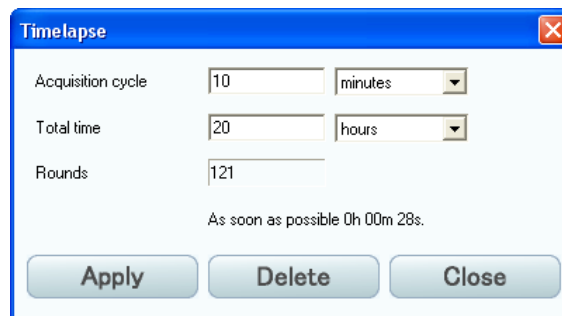 Timelapse
Acquisition cycle 10 minutes
Total time 20 hours
Rounds 121
As soon as possible 0h 00m 28s.
Apply Delete Close